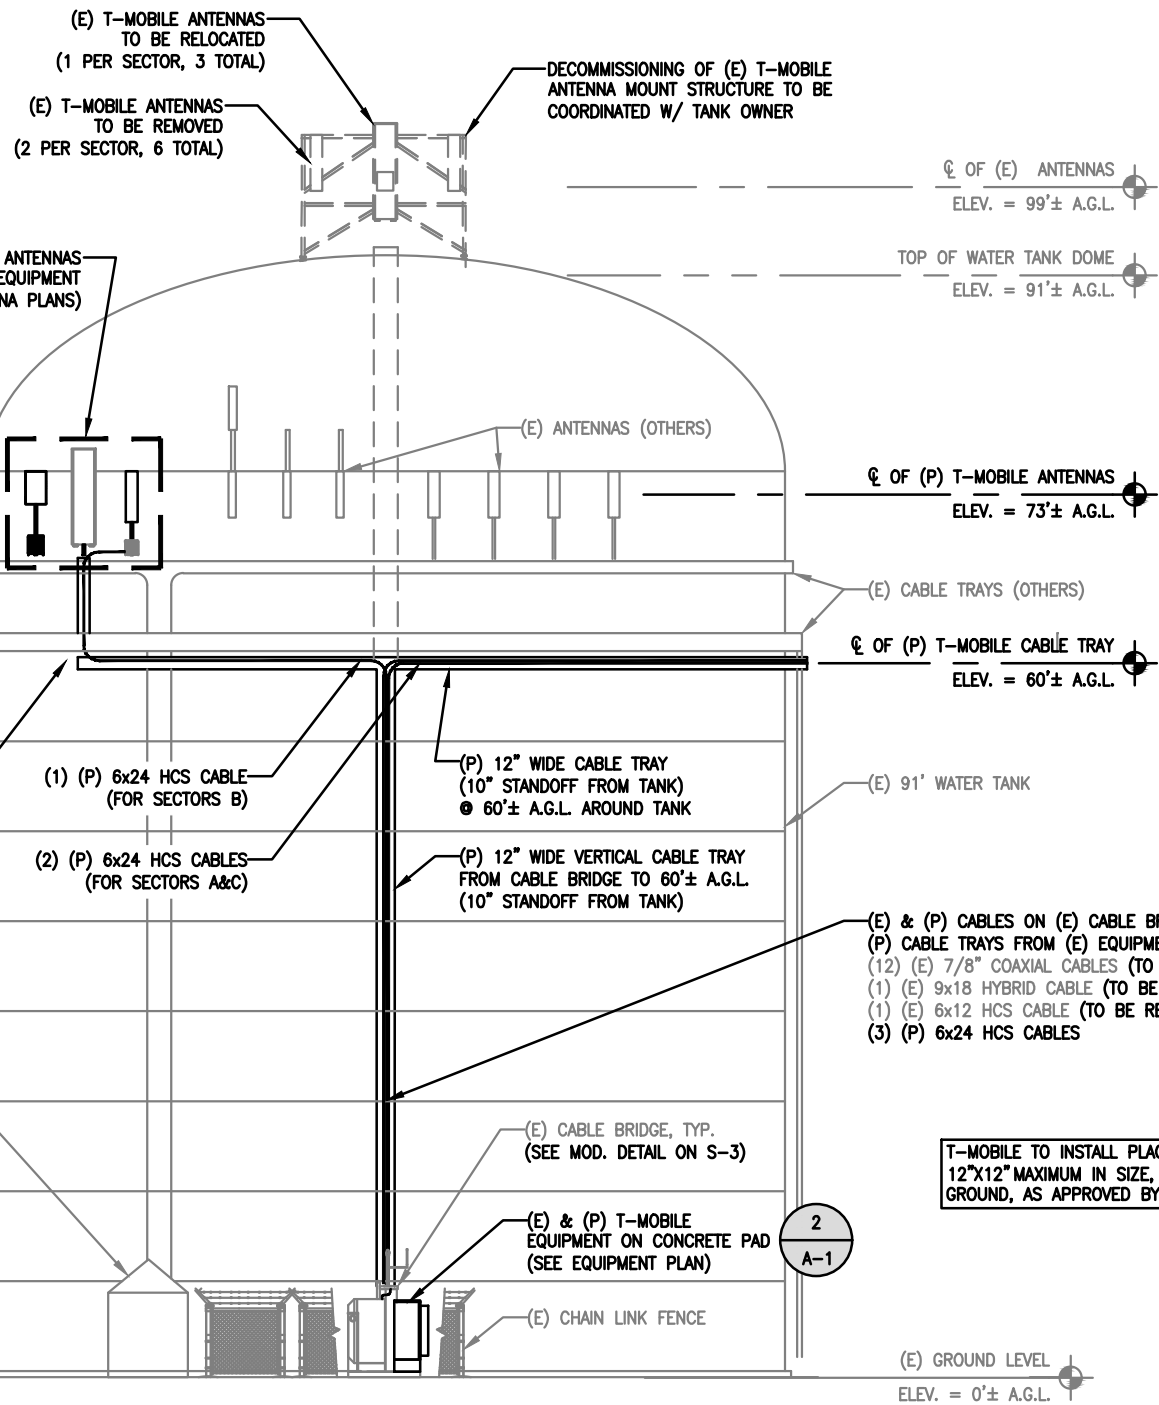 (E) T-MOBILE ANTENNAS
TO BE RELOCATED
(1 PER SECTOR, 3 TOTAL)
(E) T-MOBILE ANTENNAS
TO BE REMOVED
(2 PER SECTOR, 6 TOTAL)
DECOMMISSIONING OF (E) T-MOBILE
ANTENNA MOUNT STRUCTURE TO BE
COORDINATED W/ TANK OWNER
℄ OF (E) ANTENNAS
ELEV. = 99'± A.G.L.
TOP OF WATER TANK DOME
ELEV. = 91'± A.G.L.
ANTENNAS
EQUIPMENT
NA PLANS)
(E) ANTENNAS (OTHERS)
℄ OF (P) T-MOBILE ANTENNAS
ELEV. = 73'± A.G.L.
(E) CABLE TRAYS (OTHERS)
℄ OF (P) T-MOBILE CABLE TRAY
ELEV. = 60'± A.G.L.
(1) (P) 6x24 HCS CABLE
(FOR SECTORS B)
(P) 12" WIDE CABLE TRAY
(10" STANDOFF FROM TANK)
@ 60'± A.G.L. AROUND TANK
(E) 91' WATER TANK
(2) (P) 6x24 HCS CABLES
(FOR SECTORS A&C)
(P) 12" WIDE VERTICAL CABLE TRAY
FROM CABLE BRIDGE TO 60'± A.G.L.
(10" STANDOFF FROM TANK)
(E) & (P) CABLES ON (E) CABLE BR
(P) CABLE TRAYS FROM (E) EQUIPME
(12) (E) 7/8" COAXIAL CABLES (TO
(1) (E) 9x18 HYBRID CABLE (TO BE
(1) (E) 6x12 HCS CABLE (TO BE RE
(3) (P) 6x24 HCS CABLES
(E) CABLE BRIDGE, TYP.
(SEE MOD. DETAIL ON S-3)
T-MOBILE TO INSTALL PLAC
12"X12" MAXIMUM IN SIZE,
GROUND, AS APPROVED BY
(E) & (P) T-MOBILE
EQUIPMENT ON CONCRETE PAD
(SEE EQUIPMENT PLAN)
2
A-1
(E) CHAIN LINK FENCE
(E) GROUND LEVEL
ELEV. = 0'± A.G.L.